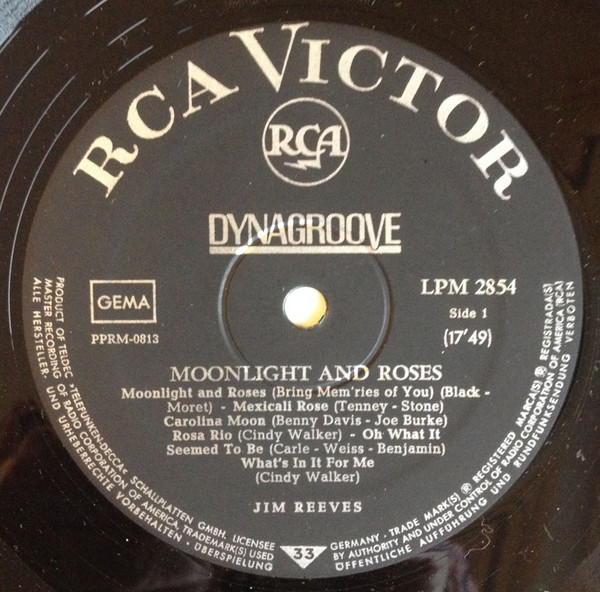 RCA VICTOR
RCA
DYNAGROOVE
GEMA
PPRM-0813
LPM 2854
Side 1
(17'49)
MOONLIGHT AND ROSES
Moonlight and Roses (Bring Mem'ries of You) (Black -
Moret) - Mexicali Rose (Tenney - Stone)
Carolina Moon (Benny Davis - Joe Burke)
Rosa Rio (Cindy Walker) - Oh What It
Seemed To Be (Carle - Weiss - Benjamin)
What's In It For Me
(Cindy Walker)
JIM REEVES
PRODUCT OF TELDEC »TELEFUNKEN-DECCA« SCHALLPLATTEN GMBH. LICENSEE
MASTER RECORDING OF RADIO CORPORATION OF AMERICA, TRADEMARK(S) USED
ALLE HERSTELLER- UND URHEBERRECHTE VORBEHALTEN · ÜBERSPIELUNG
33
GERMANY - TRADE MARK(S) ® REGISTERED MARCA(S) ® REGISTRADA(S)
BY AUTHORITY AND UNDER CONTROL OF RADIO CORPORATION OF AMERICA (RCA)
ÖFFENTLICHE AUFFÜHRUNG UND RUNDFUNKSENDUNG VERBOTEN